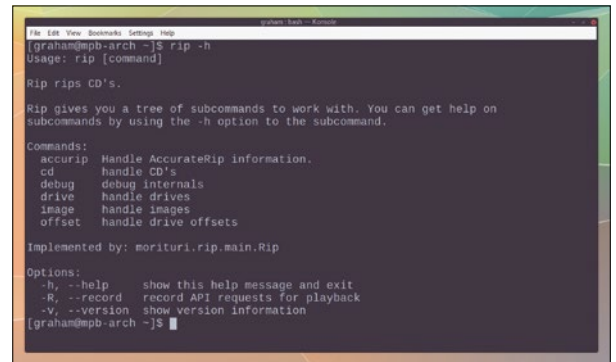 graham : bash — Konsole
File Edit View Bookmarks Settings Help
[graham@mpb-arch ~]$ rip -h
Usage: rip [command]
Rip rips CD's.
Rip gives you a tree of subcommands to work with. You can get help on
subcommands by using the -h option to the subcommand.
Commands:
accurip Handle AccurateRip information.
cd handle CD's
debug debug internals
drive handle drives
image handle images
offset handle drive offsets
Implemented by: morituri.rip.main.Rip
Options:
-h, --help show this help message and exit
-R, --record record API requests for playback
-v, --version show version information
[graham@mpb-arch ~]$